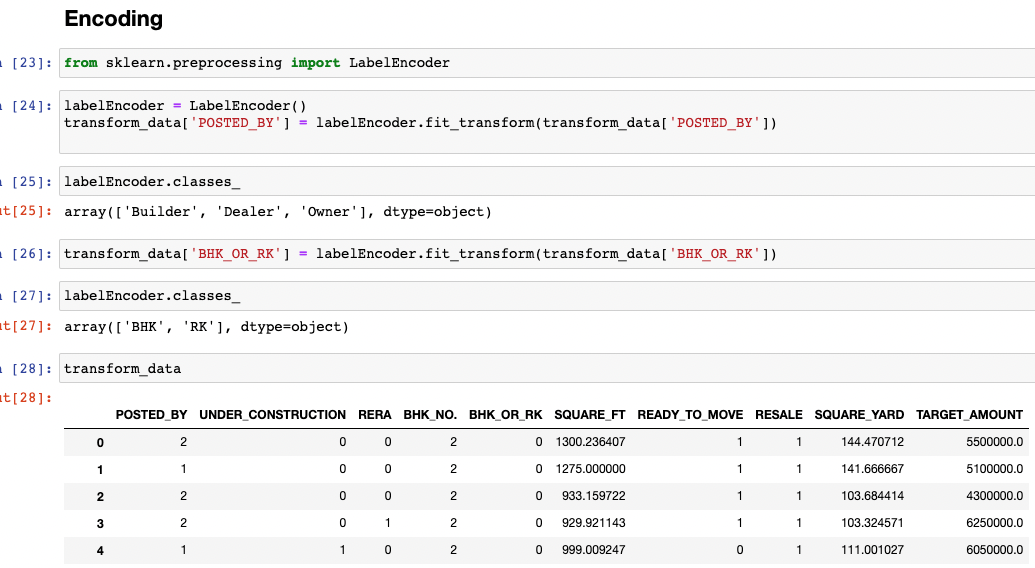 Encoding
[23]: from sklearn.preprocessing import LabelEncoder
[24]: labelEncoder = LabelEncoder()
transform_data['POSTED_BY'] = labelEncoder.fit_transform(transform_data['POSTED_BY'])
[25]: labelEncoder.classes_
ut[25]: array(['Builder', 'Dealer', 'Owner'], dtype=object)
[26]: transform_data['BHK_OR_RK'] = labelEncoder.fit_transform(transform_data['BHK_OR_RK'])
[27]: labelEncoder.classes_
ut[27]: array(['BHK', 'RK'], dtype=object)
[28]: transform_data
ut[28]:
POSTED_BY UNDER_CONSTRUCTION RERA BHK_NO. BHK_OR_RK SQUARE_FT READY_TO_MOVE RESALE SQUARE_YARD TARGET_AMOUNT
0 2 0 0 2 0 1300.236407 1 1 144.470712 5500000.0
1 1 0 0 2 0 1275.000000 1 1 141.666667 5100000.0
2 2 0 0 2 0 933.159722 1 1 103.684414 4300000.0
3 2 0 1 2 0 929.921143 1 1 103.324571 6250000.0
4 1 1 0 2 0 999.009247 0 1 111.001027 6050000.0